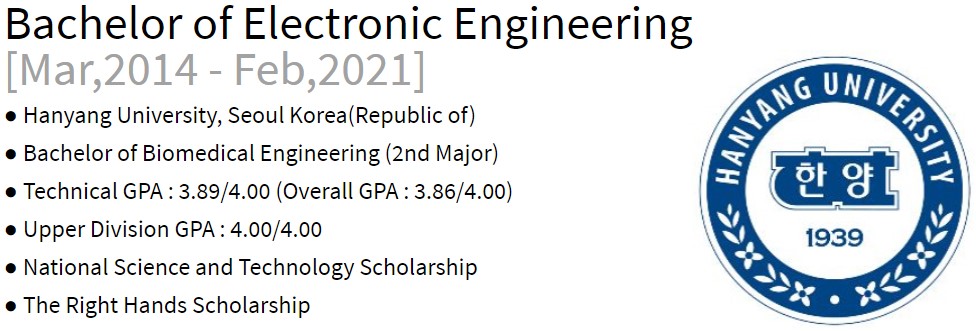 Bachelor of Electronic Engineering
[Mar,2014 - Feb,2021]
● Hanyang University, Seoul Korea(Republic of)
● Bachelor of Biomedical Engineering (2nd Major)
● Technical GPA : 3.89/4.00 (Overall GPA : 3.86/4.00)
● Upper Division GPA : 4.00/4.00
● National Science and Technology Scholarship
● The Right Hands Scholarship
HANYANG UNIVERSITY
한양
1939